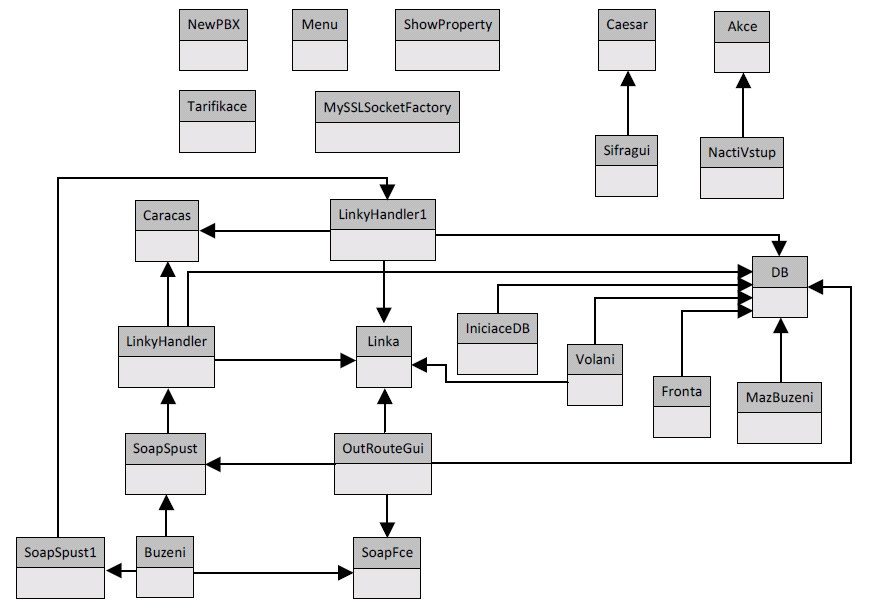 NewPBX
Menu
ShowProperty
Caesar
Akce
Tarifikace
MySSLSocketFactory
Sifragui
NactiVstup
Caracas
LinkyHandler1
DB
LinkyHandler
Linka
IniciaceDB
Volani
Fronta
MazBuzeni
SoapSpust
OutRouteGui
SoapSpust1
Buzeni
SoapFce